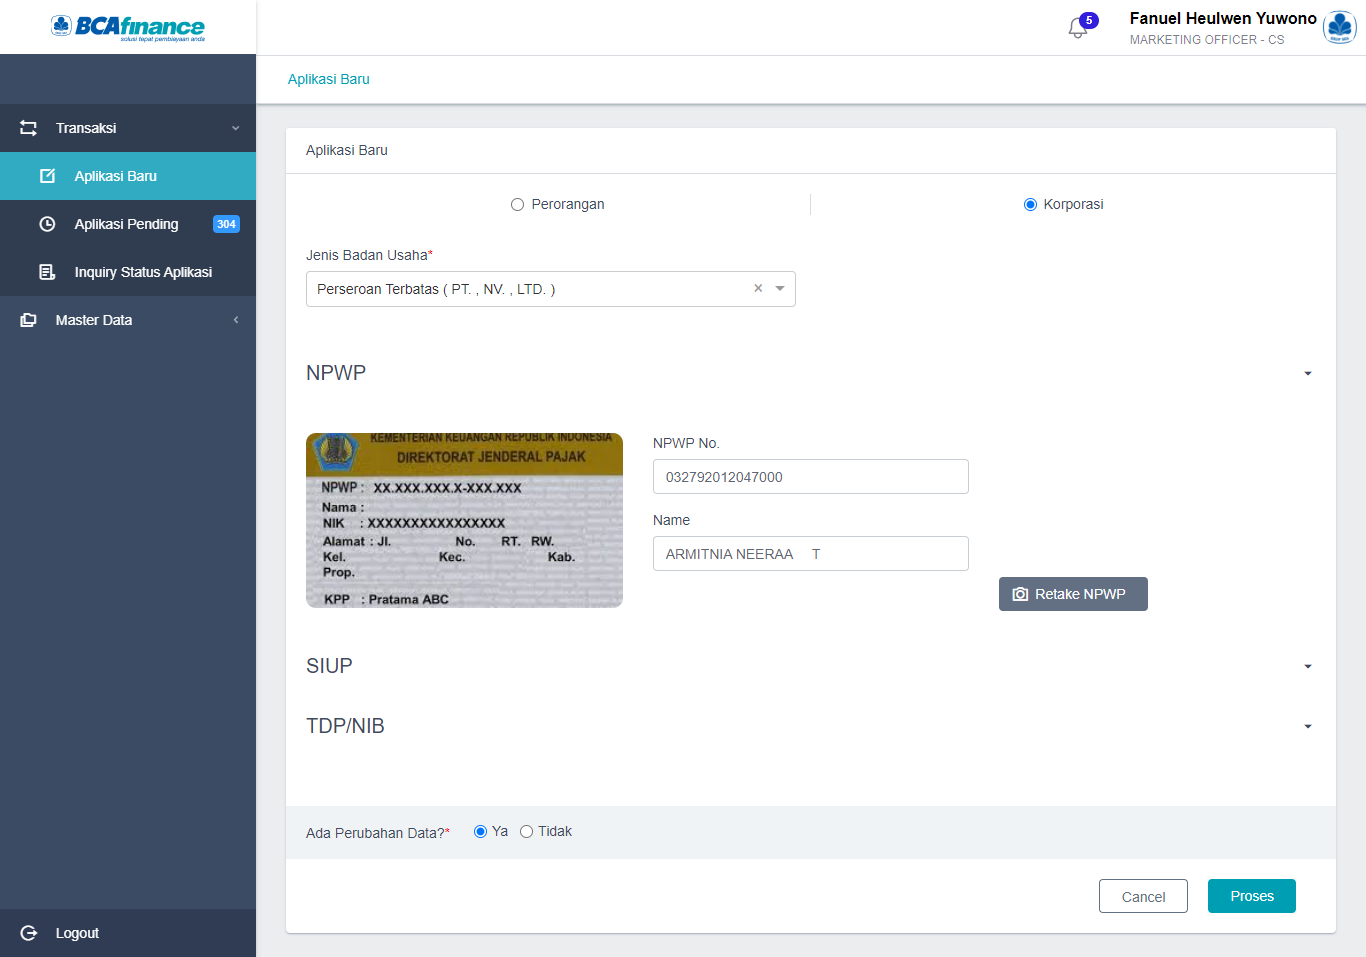 BCAfinance
solusi tepat pembiayaan anda
5
Fanuel Heulwen Yuwono
MARKETING OFFICER - CS
Aplikasi Baru
Transaksi
Aplikasi Baru
Aplikasi Pending 304
Inquiry Status Aplikasi
Master Data
Logout
Aplikasi Baru
Perorangan
Korporasi
Jenis Badan Usaha*
Perseroan Terbatas ( PT. , NV. , LTD. )
NPWP
KEMENTERIAN KEUANGAN REPUBLIK INDONESIA
DIREKTORAT JENDERAL PAJAK
NPWP : XX.XXX.XXX.X-XXX.XXX
Nama :
NIK : XXXXXXXXXXXXXXXX
Alamat : Jl. No. RT. RW.
Kel. Kec. Kab.
Prop.
KPP : Pratama ABC
NPWP No.
032792012047000
Name
ARMITNIA NEERAA T
Retake NPWP
SIUP
TDP/NIB
Ada Perubahan Data?* Ya Tidak
Cancel
Proses